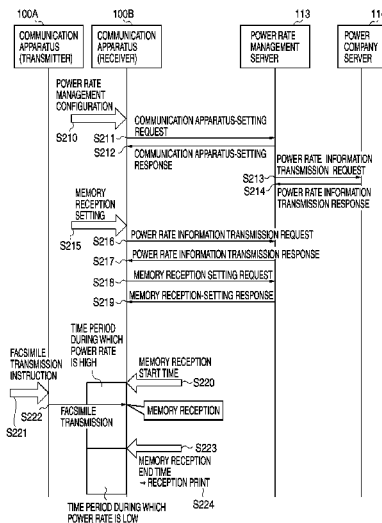 100A
100B
113
COMMUNICATION
APPARATUS
(TRANSMITTER)
COMMUNICATION
APPARATUS
(RECEIVER)
POWER RATE
MANAGEMENT
SERVER
POWER
COMPANY
SERVER
POWER RATE
MANAGEMENT
CONFIGURATION
S210
S211
COMMUNICATION APPARATUS-SETTING
REQUEST
S212
COMMUNICATION APPARATUS-SETTING
RESPONSE
S213
POWER RATE INFORMATION
TRANSMISSION REQUEST
S214
POWER RATE INFORMATION
TRANSMISSION RESPONSE
MEMORY
RECEPTION
SETTING
S215
S216
POWER RATE INFORMATION TRANSMISSION REQUEST
S217
POWER RATE INFORMATION TRANSMISSION RESPONSE
S218
MEMORY RECEPTION SETTING REQUEST
S219
MEMORY RECEPTION-SETTING RESPONSE
TIME PERIOD
DURING WHICH
POWER RATE
IS HIGH
MEMORY RECEPTION
START TIME
S220
FACSIMILE
TRANSMISSION
INSTRUCTION
S221
S222
FACSIMILE
TRANSMISSION
MEMORY RECEPTION
S223
MEMORY
RECEPTION
END TIME
→ RECEPTION PRINT
S224
TIME PERIOD DURING WHICH
POWER RATE IS LOW